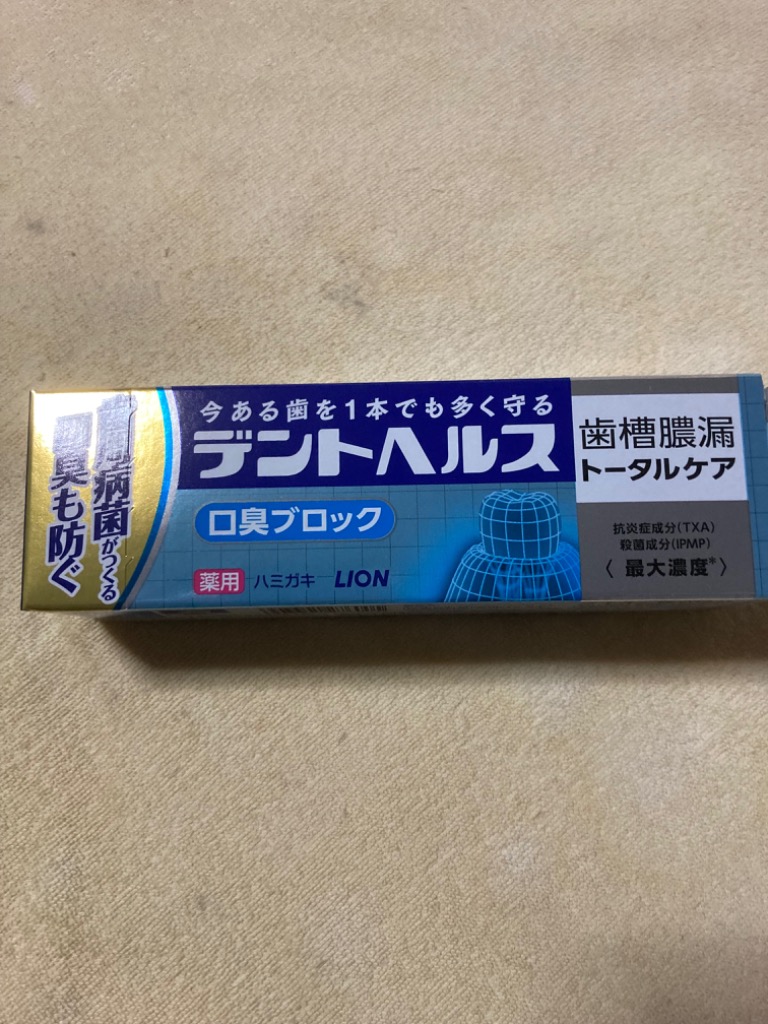 病菌がつくる
臭も防ぐ
今ある歯を1本でも多く守る
デントヘルス
口臭ブロック
薬用 ハミガキ LION
歯槽膿漏
トータルケア
抗炎症成分(TXA)
殺菌成分(IPMP)
〈 最大濃度※ 〉